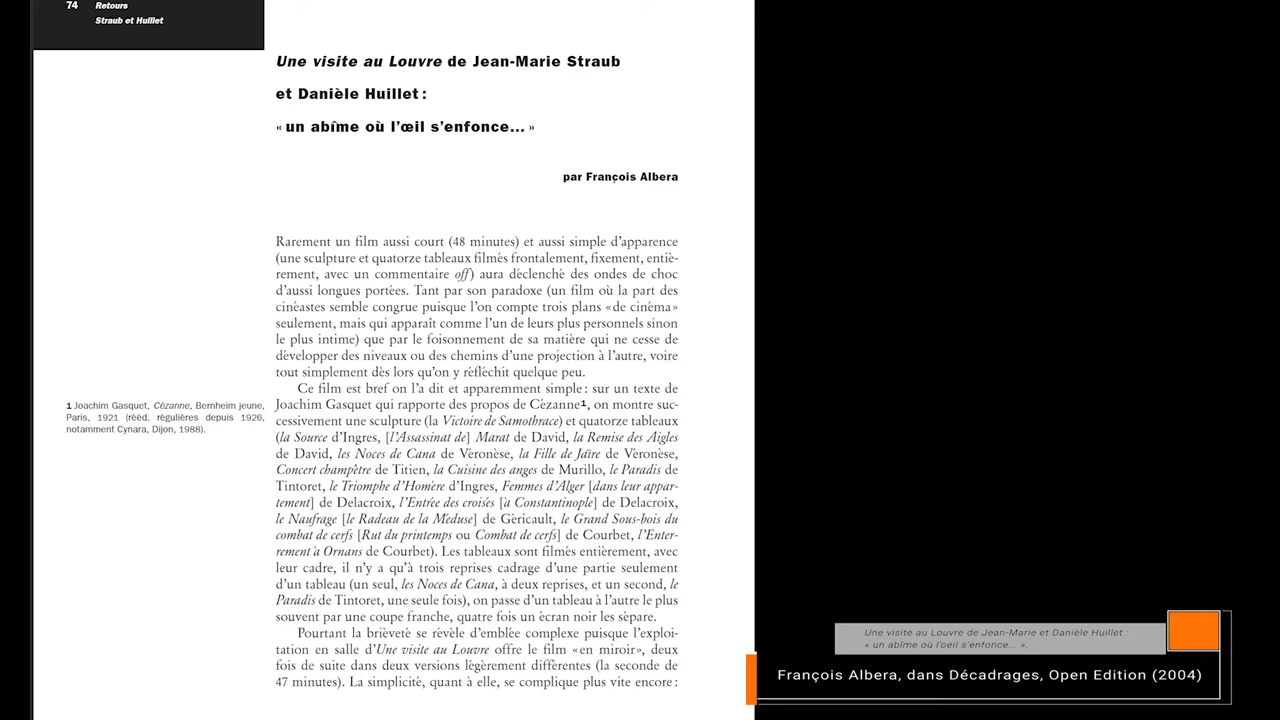 74 Retours
Straub et Huillet
Une visite au Louvre de Jean-Marie Straub
et Danièle Huillet :
« un abîme où l’œil s’enfonce… »
par François Albera
Rarement un film aussi court (48 minutes) et aussi simple d’apparence
(une sculpture et quatorze tableaux filmés frontalement, fixement, entiè-
rement, avec un commentaire off) aura déclenché des ondes de choc
d’aussi longues portées. Tant par son paradoxe (un film où la part des
cinéastes semble congrue puisque l’on compte trois plans « de cinéma »
seulement, mais qui apparaît comme l’un de leurs plus personnels sinon
le plus intime) que par le foisonnement de sa matière qui ne cesse de
développer des niveaux ou des chemins d’une projection à l’autre, voire
tout simplement dès lors qu’on y réfléchit quelque peu.
Ce film est bref on l’a dit et apparemment simple : sur un texte de
Joachim Gasquet qui rapporte des propos de Cézanne1, on montre suc-
cessivement une sculpture (la Victoire de Samothrace) et quatorze tableaux
(la Source d’Ingres, [l’Assassinat de] Marat de David, la Remise des Aigles
de David, les Noces de Cana de Véronèse, la Fille de Jaïre de Véronèse,
Concert champêtre de Titien, la Cuisine des anges de Murillo, le Paradis de
Tintoret, le Triomphe d’Homère d’Ingres, Femmes d’Alger [dans leur appar-
tement] de Delacroix, l’Entrée des croisés [à Constantinople] de Delacroix,
le Naufrage [le Radeau de la Méduse] de Géricault, le Grand Sous-bois du
combat de cerfs [Rut du printemps ou Combat de cerfs] de Courbet, l’Enter-
rement à Ornans de Courbet). Les tableaux sont filmés entièrement, avec
leur cadre, il n’y a qu’à trois reprises cadrage d’une partie seulement
d’un tableau (un seul, les Noces de Cana, à deux reprises, et un second, le
Paradis de Tintoret, une seule fois), on passe d’un tableau à l’autre le plus
souvent par une coupe franche, quatre fois un écran noir les sépare.
Pourtant la brièveté se révèle d’emblée complexe puisque l’exploi-
tation en salle d’Une visite au Louvre offre le film « en miroir », deux
fois de suite dans deux versions légèrement différentes (la seconde de
47 minutes). La simplicité, quant à elle, se complique plus vite encore :
1 Joachim Gasquet, Cézanne, Bernheim jeune,
Paris, 1921 (rééd. régulières depuis 1926,
notamment Cynara, Dijon, 1988).
Une visite au Louvre de Jean-Marie et Danièle Huillet :
« un abîme où l’oeil s’enfonce… »,
François Albera, dans Décadrages, Open Edition (2004)